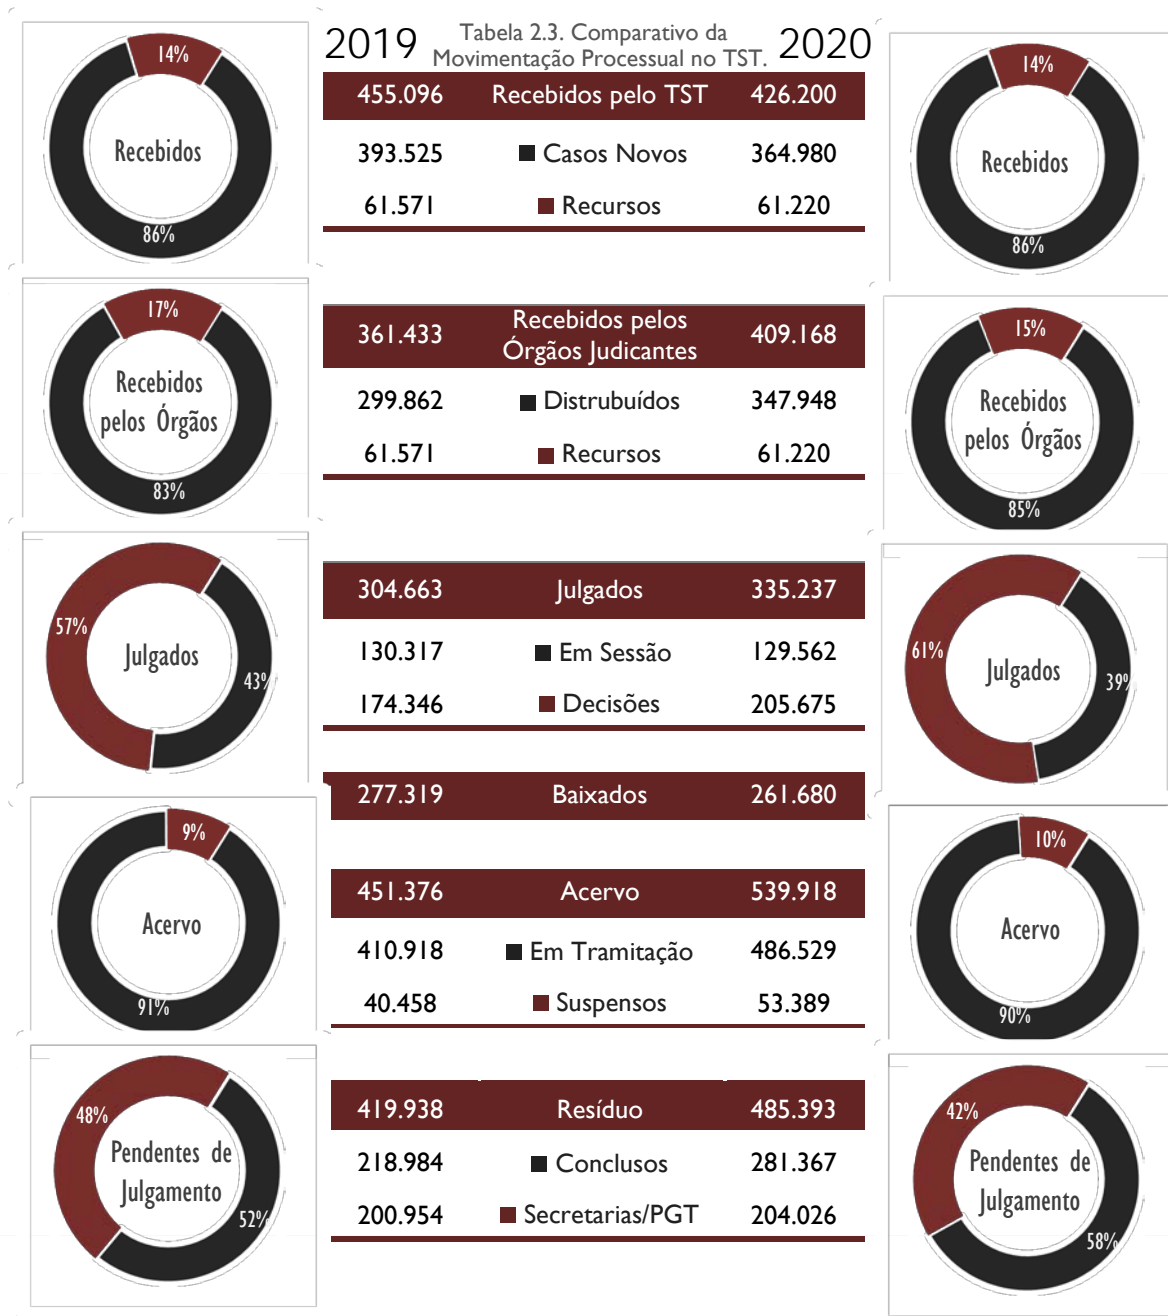 2019
Tabela 2.3. Comparativo da
Movimentação Processual no TST.
2020
455.096 Recebidos pelo TST 426.200
393.525 Casos Novos 364.980
61.571 Recursos 61.220
14%
Recebidos
86%
14%
Recebidos
86%
361.433 Recebidos pelos
Órgãos Judicantes 409.168
299.862 Distrubuídos 347.948
61.571 Recursos 61.220
17%
Recebidos
pelos Órgãos
83%
15%
Recebidos
pelos Órgãos
85%
304.663 Julgados 335.237
130.317 Em Sessão 129.562
174.346 Decisões 205.675
57%
Julgados
43%
61%
Julgados
39%
277.319 Baixados 261.680
451.376 Acervo 539.918
410.918 Em Tramitação 486.529
40.458 Suspensos 53.389
9%
Acervo
91%
10%
Acervo
90%
419.938 Resíduo 485.393
218.984 Conclusos 281.367
200.954 Secretarias/PGT 204.026
48%
Pendentes de
Julgamento
52%
42%
Pendentes de
Julgamento
58%